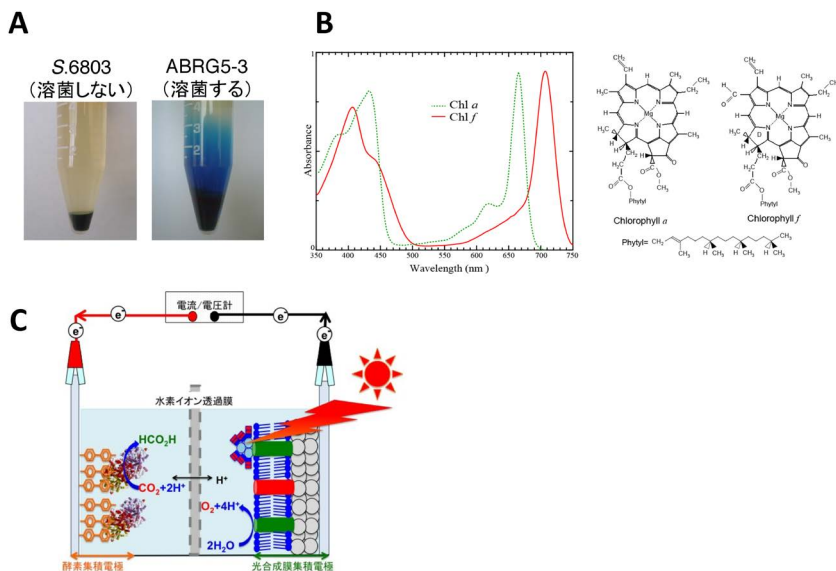 A
S.6803
（溶菌しない）
ABRG5-3
（溶菌する）
B
1
Chl a
Chl f
Absorbance
0
350 400 450 500 550 600 650 700 750
Wavelength (nm )
Chlorophyll a
Chlorophyll f
Phytyl=
C
電流/電圧計
e-
e-
e-
e-
水素イオン透過膜
HCO2H
CO2+2H+
H+
O2+4H+
2H2O
酵素集積電極
光合成膜集積電極